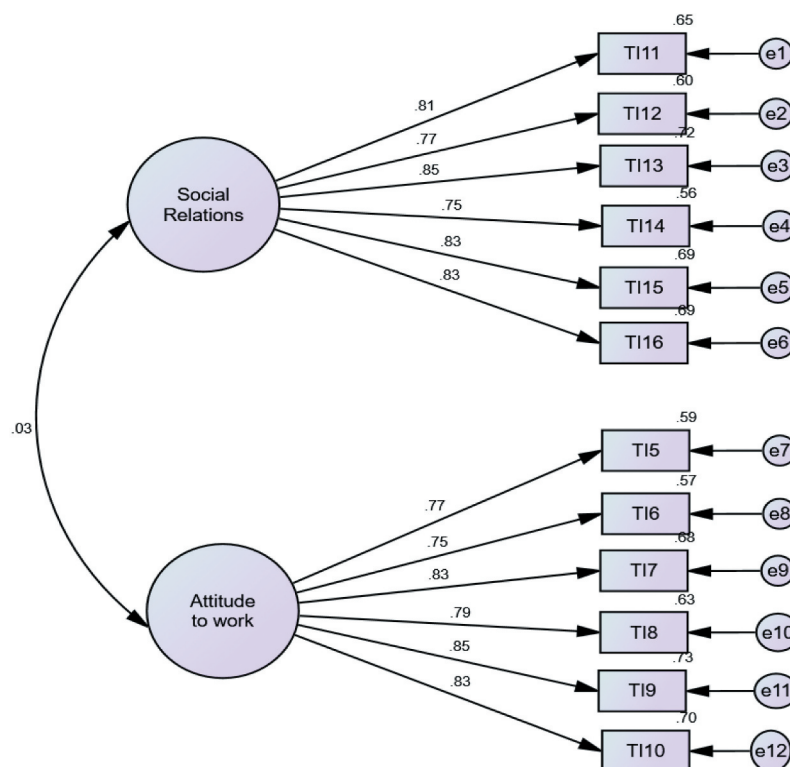 .65
TI11
e1
.81
.60
TI12
e2
.77
.72
TI13
e3
.85
.56
TI14
e4
.75
.69
TI15
e5
.83
.69
TI16
e6
.83
Social
Relations
.03
.59
TI5
e7
.77
.57
TI6
e8
.75
.68
TI7
e9
.83
.63
TI8
e10
.79
.73
TI9
e11
.85
.70
TI10
e12
.83
Attitude
to work